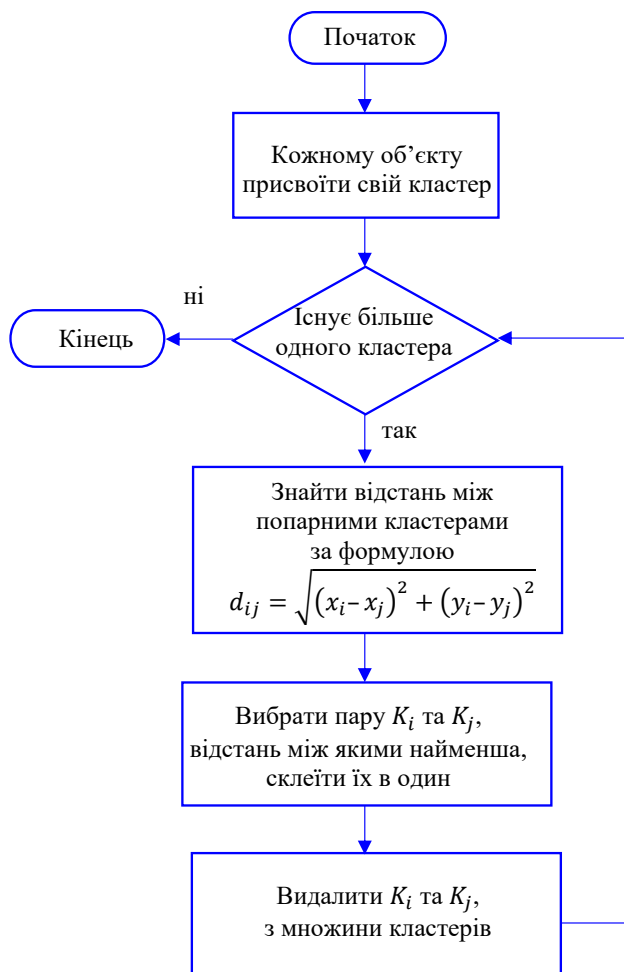 Початок
Кожному об’єкту
присвоїти свій кластер
ні
Існує більше
одного кластера
Кінець
так
Знайти відстань між
попарними кластерами
за формулою
d_{ij} = √((x_i – x_j)^2 + (y_i – y_j)^2)
Вибрати пару K_i та K_j,
відстань між якими найменша,
склеїти їх в один
Видалити K_i та K_j,
з множини кластерів